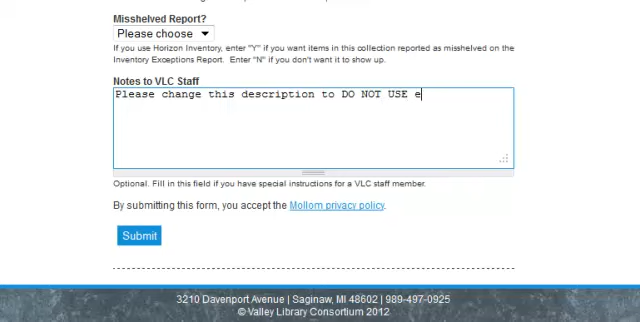 Misshelved Report?
Please choose
If you use Horizon Inventory, enter "Y" if you want items in this collection reported as misshelved on the
Inventory Exceptions Report. Enter "N" if you don't want it to show up.
Notes to VLC Staff
Please change this description to DO NOT USE e
Optional. Fill in this field if you have special instructions for a VLC staff member.
By submitting this form, you accept the Mollom privacy policy.
Submit
3210 Davenport Avenue | Saginaw, MI 48602 | 989-497-0925
© Valley Library Consortium 2012